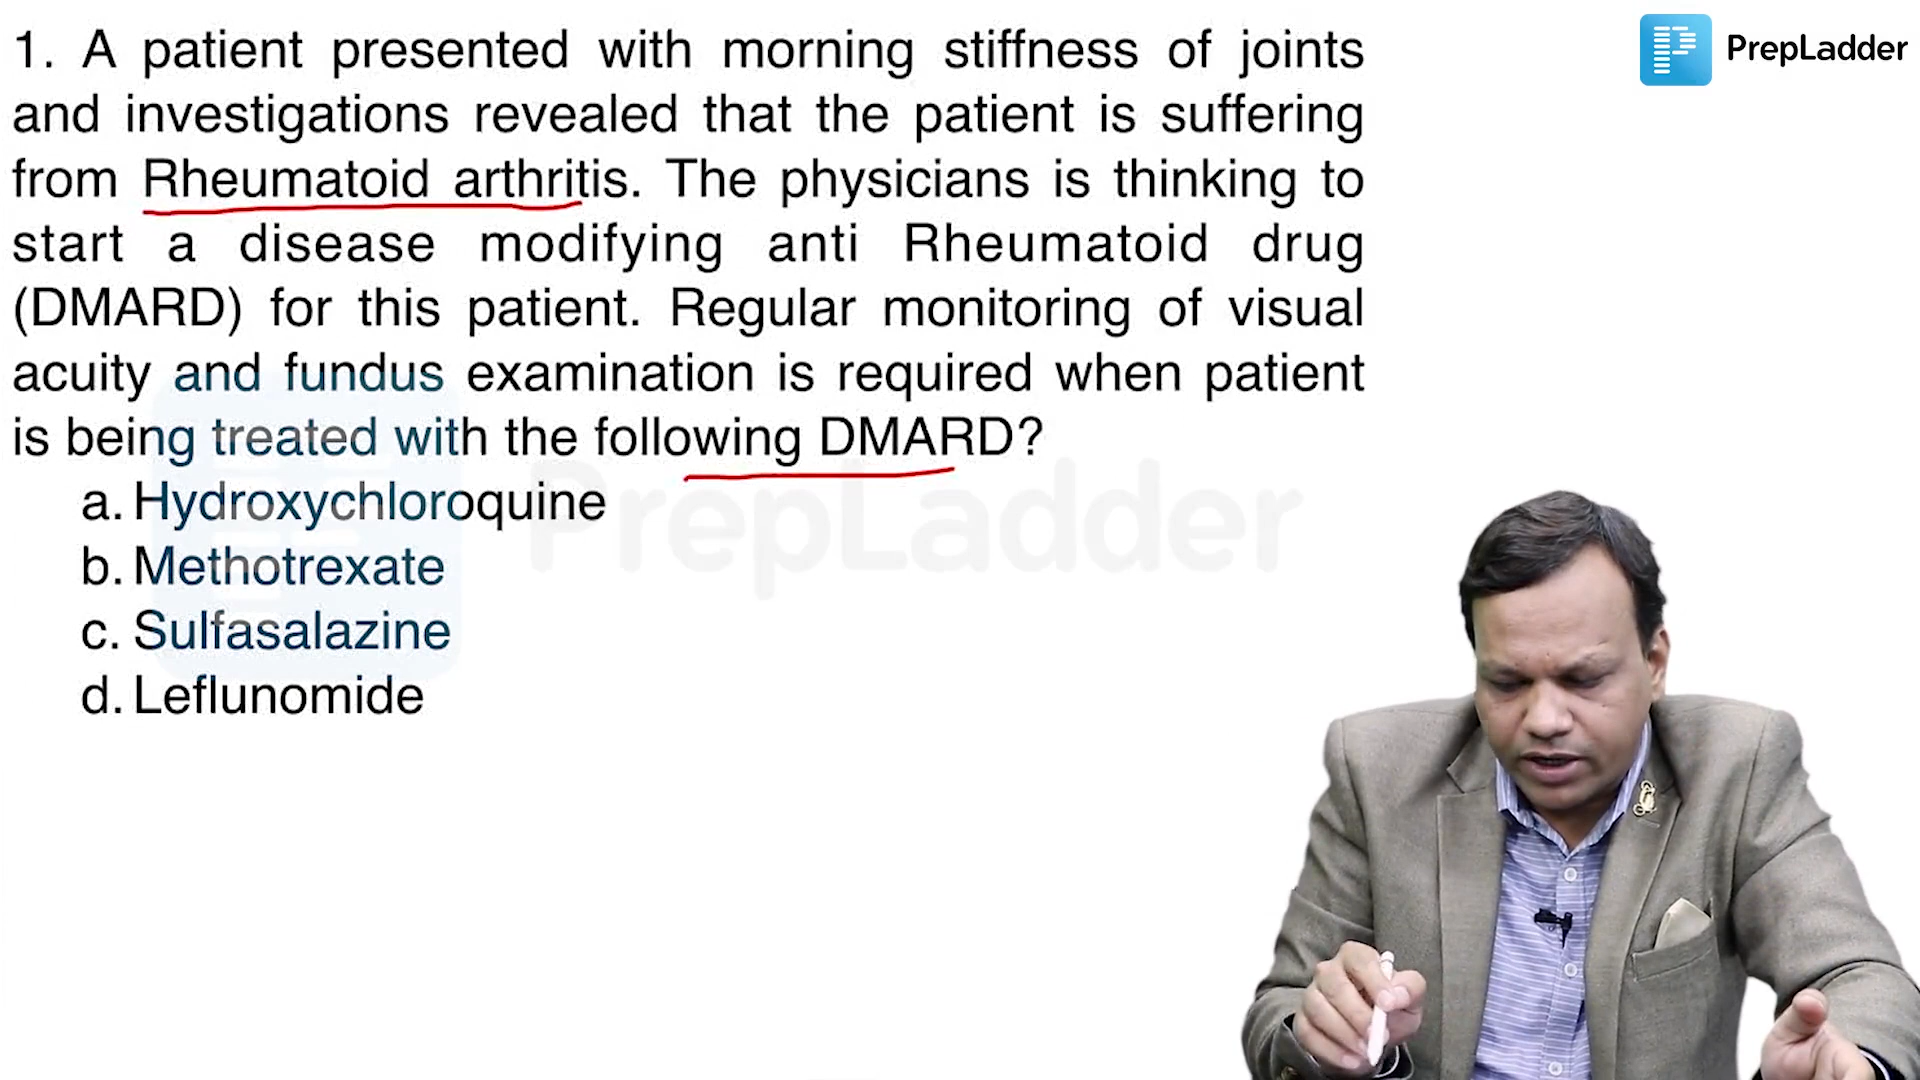 1. A patient presented with morning stiffness of joints
and investigations revealed that the patient is suffering
from Rheumatoid arthritis. The physicians is thinking to
start a disease modifying anti Rheumatoid drug
(DMARD) for this patient. Regular monitoring of visual
acuity and fundus examination is required when patient
is being treated with the following DMARD?
a. Hydroxychloroquine
b. Methotrexate
c. Sulfasalazine
d. Leflunomide
PrepLadder
PrepLadder